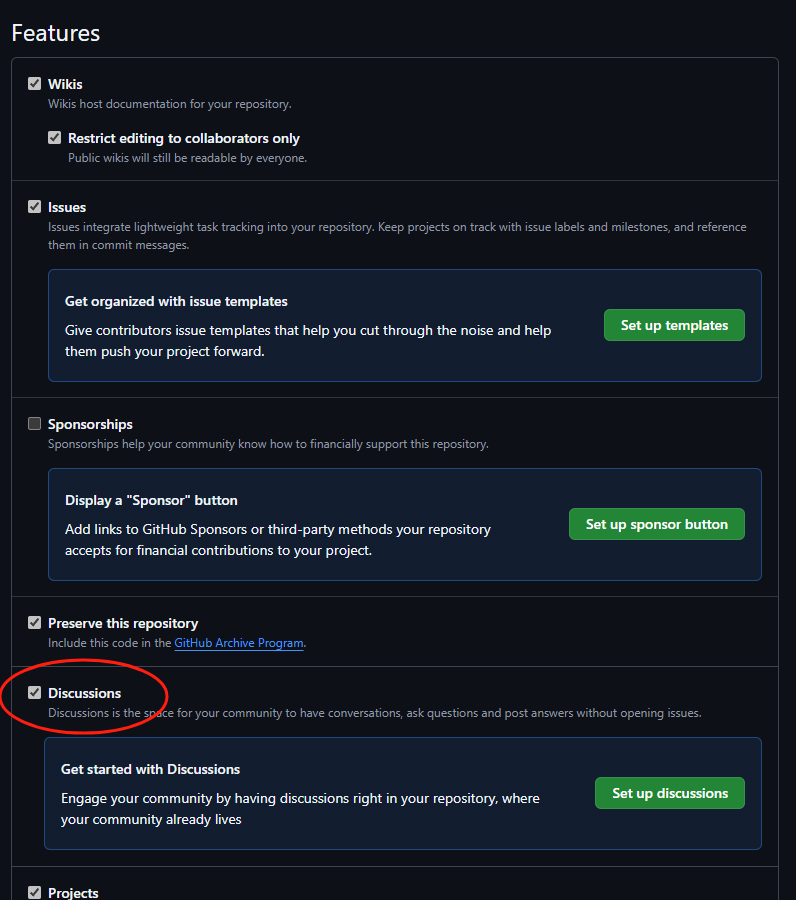 Features
Wikis
Wikis host documentation for your repository.
Restrict editing to collaborators only
Public wikis will still be readable by everyone.
Issues
Issues integrate lightweight task tracking into your repository. Keep projects on track with issue labels and milestones, and reference
them in commit messages.
Get organized with issue templates
Give contributors issue templates that help you cut through the noise and help
them push your project forward.
Set up templates
Sponsorships
Sponsorships help your community know how to financially support this repository.
Display a "Sponsor" button
Add links to GitHub Sponsors or third-party methods your repository
accepts for financial contributions to your project.
Set up sponsor button
Preserve this repository
Include this code in the GitHub Archive Program.
Discussions
Discussions is the space for your community to have conversations, ask questions and post answers without opening issues.
Get started with Discussions
Engage your community by having discussions right in your repository, where
your community already lives
Set up discussions
Projects